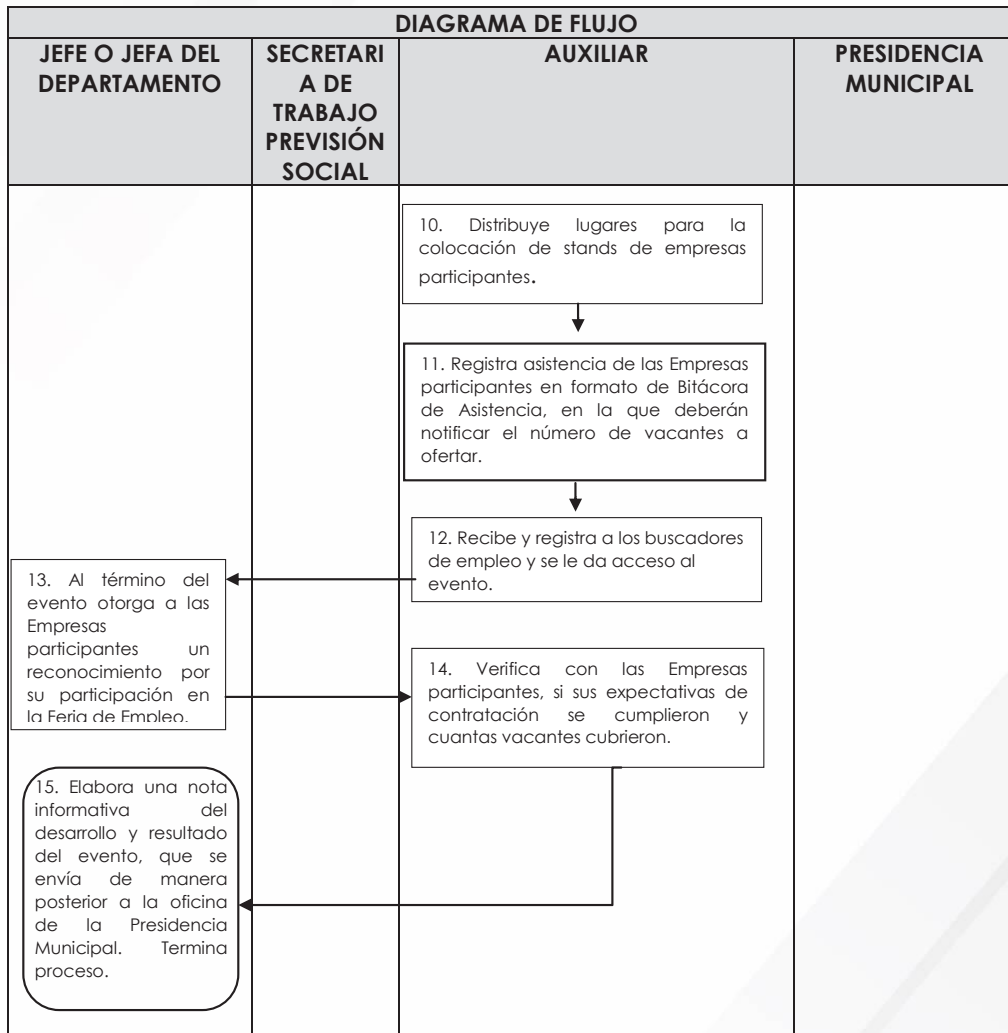 DIAGRAMA DE FLUJO
JEFE O JEFA DEL
DEPARTAMENTO
SECRETARI
A DE
TRABAJO
PREVISIÓN
SOCIAL
AUXILIAR
PRESIDENCIA
MUNICIPAL
10. Distribuye lugares para la
colocación de stands de empresas
participantes.
11. Registra asistencia de las Empresas
participantes en formato de Bitácora
de Asistencia, en la que deberán
notificar el número de vacantes a
ofertar.
12. Recibe y registra a los buscadores
de empleo y se le da acceso al
evento.
13. Al término del
evento otorga a las
Empresas
participantes un
reconocimiento por
su participación en
la Feria de Empleo.
14. Verifica con las Empresas
participantes, si sus expectativas de
contratación se cumplieron y
cuantas vacantes cubrieron.
15. Elabora una nota
informativa del
desarrollo y resultado
del evento, que se
envía de manera
posterior a la oficina
de la Presidencia
Municipal. Termina
proceso.